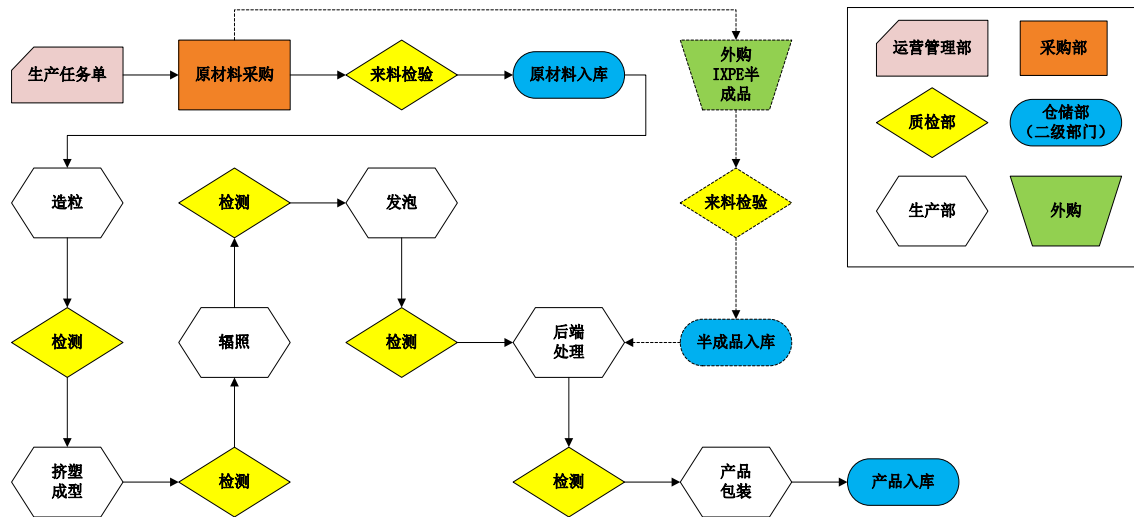 生产任务单
原材料采购
来料检验
原材料入库
外购
IXPE半
成品
运营管理部
采购部
质检部
仓储部
（二级部门）
生产部
外购
造粒
检测
发泡
来料检验
检测
辐照
检测
后端
处理
半成品入库
挤塑
成型
检测
检测
产品
包装
产品入库